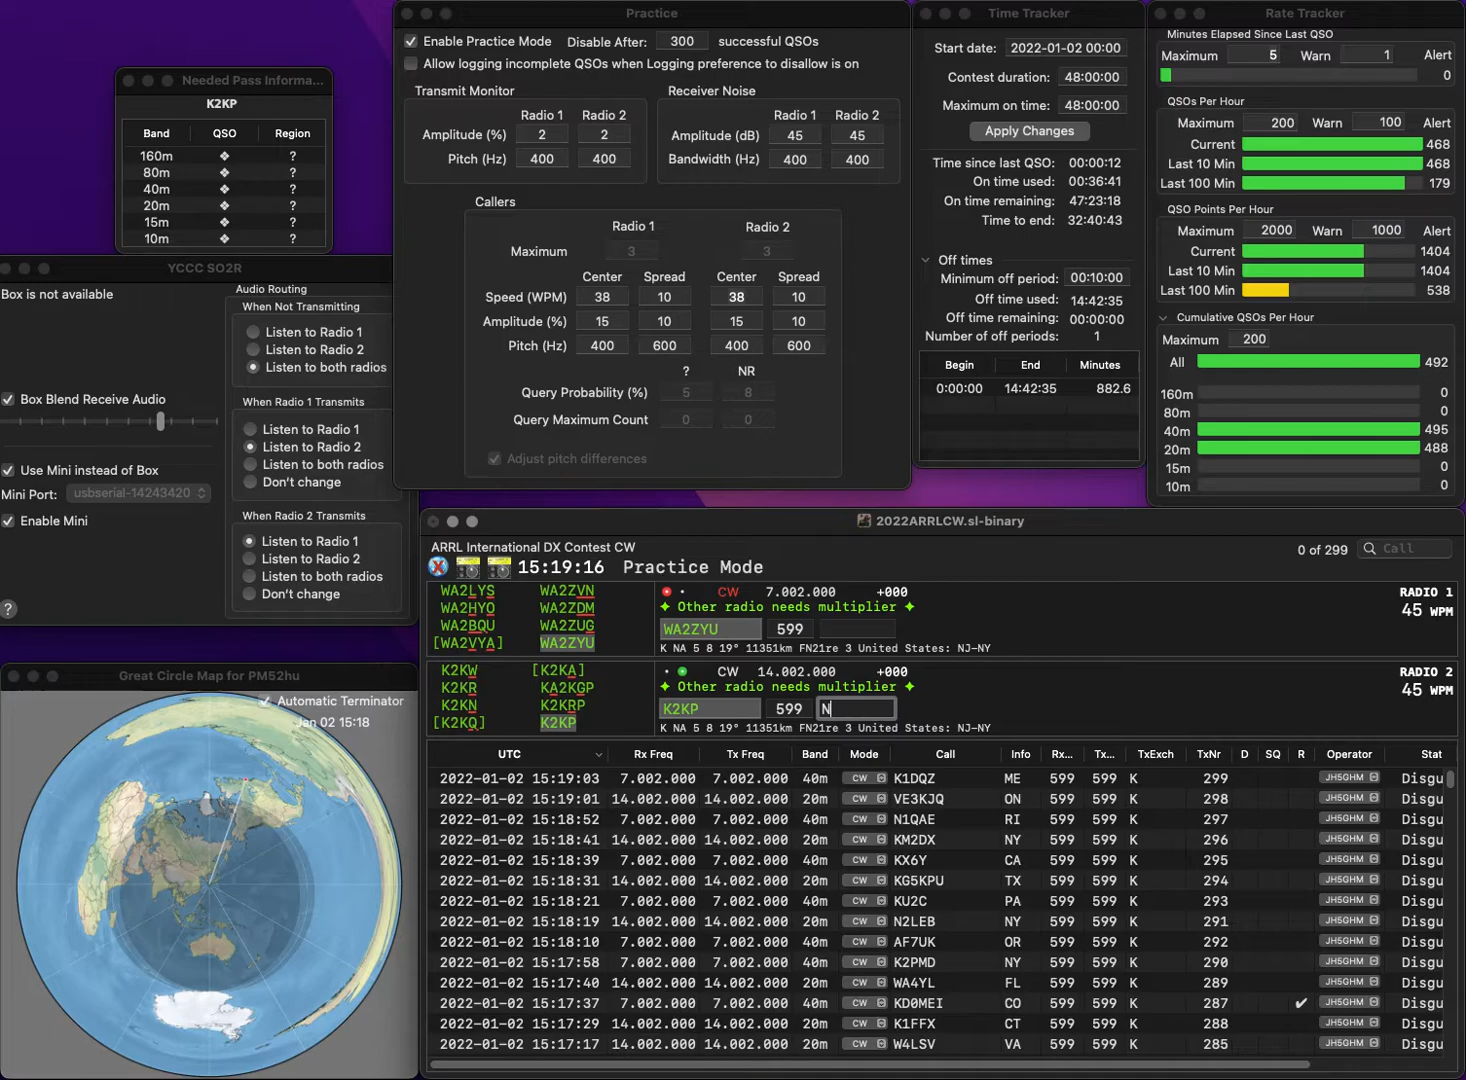 Needed Pass Informa...
K2KP
Band QSO Region
160m ❖ ?
80m ❖ ?
40m ❖ ?
20m ❖ ?
15m ❖ ?
10m ❖ ?
YCCC SO2R
Box is not available
Audio Routing
When Not Transmitting
Listen to Radio 1
Listen to Radio 2
Listen to both radios
Box Blend Receive Audio
When Radio 1 Transmits
Listen to Radio 1
Listen to Radio 2
Listen to both radios
Don't change
Use Mini instead of Box
Mini Port: usbserial-14243420
Enable Mini
When Radio 2 Transmits
Listen to Radio 1
Listen to Radio 2
Listen to both radios
Don't change
?
Practice
Enable Practice Mode Disable After: 300 successful QSOs
Allow logging incomplete QSOs when Logging preference to disallow is on
Transmit Monitor
Radio 1 Radio 2
Amplitude (%) 2 2
Pitch (Hz) 400 400
Receiver Noise
Radio 1 Radio 2
Amplitude (dB) 45 45
Bandwidth (Hz) 400 400
Callers
Radio 1 Radio 2
Maximum 3 3
Center Spread Center Spread
Speed (WPM) 38 10 38 10
Amplitude (%) 15 10 15 10
Pitch (Hz) 400 600 400 600
? NR
Query Probability (%) 5 8
Query Maximum Count 0 0
Adjust pitch differences
Time Tracker
Start date: 2022-01-02 00:00
Contest duration: 48:00:00
Maximum on time: 48:00:00
Apply Changes
Time since last QSO: 00:00:12
On time used: 00:36:41
On time remaining: 47:23:18
Time to end: 32:40:43
Off times
Minimum off period: 00:10:00
Off time used: 14:42:35
Off time remaining: 00:00:00
Number of off periods: 1
Begin End Minutes
0:00:00 14:42:35 882.6
Rate Tracker
Minutes Elapsed Since Last QSO
Maximum 5 Warn 1 Alert
0
QSOs Per Hour
Maximum 200 Warn 100 Alert
Current 468
Last 10 Min 468
Last 100 Min 179
QSO Points Per Hour
Maximum 2000 Warn 1000 Alert
Current 1404
Last 10 Min 1404
Last 100 Min 538
Cumulative QSOs Per Hour
Maximum 200
All 492
160m 0
80m 0
40m 495
20m 488
15m 0
10m 0
Great Circle Map for PM52hu
Automatic Terminator
Jan 02 15:18
2022ARRLCW.sl-binary
ARRL International DX Contest CW
0 of 299 Call
15:19:16 Practice Mode
WA2LYS WA2ZVN
WA2HYO WA2ZDM
WA2BQU WA2ZUG
[WA2VYA] WA2ZYU
CW 7.002.000 +000 RADIO 1
✦ Other radio needs multiplier ✦ 45 WPM
WA2ZYU 599
K NA 5 8 19° 11351km FN21re 3 United States: NJ-NY
K2KW [K2KA]
K2KR KA2KGP
K2KN K2KRP
[K2KQ] K2KP
CW 14.002.000 +000 RADIO 2
✦ Other radio needs multiplier ✦ 45 WPM
K2KP 599 N
K NA 5 8 19° 11351km FN21re 3 United States: NJ-NY
UTC Rx Freq Tx Freq Band Mode Call Info Rx... Tx... TxExch TxNr D SQ R Operator Stat
2022-01-02 15:19:03 7.002.000 7.002.000 40m CW K1DQZ ME 599 599 K 299 JH5GHM Disgu
2022-01-02 15:19:01 14.002.000 14.002.000 20m CW VE3KJQ ON 599 599 K 298 JH5GHM Disgu
2022-01-02 15:18:52 7.002.000 7.002.000 40m CW N1QAE RI 599 599 K 297 JH5GHM Disgu
2022-01-02 15:18:41 14.002.000 14.002.000 20m CW KM2DX NY 599 599 K 296 JH5GHM Disgu
2022-01-02 15:18:39 7.002.000 7.002.000 40m CW KX6Y CA 599 599 K 295 JH5GHM Disgu
2022-01-02 15:18:31 14.002.000 14.002.000 20m CW KG5KPU TX 599 599 K 294 JH5GHM Disgu
2022-01-02 15:18:21 7.002.000 7.002.000 40m CW KU2C PA 599 599 K 293 JH5GHM Disgu
2022-01-02 15:18:19 14.002.000 14.002.000 20m CW N2LEB NY 599 599 K 291 JH5GHM Disgu
2022-01-02 15:18:10 7.002.000 7.002.000 40m CW AF7UK OR 599 599 K 292 JH5GHM Disgu
2022-01-02 15:17:58 7.002.000 7.002.000 40m CW K2PMD NY 599 599 K 290 JH5GHM Disgu
2022-01-02 15:17:40 14.002.000 14.002.000 20m CW WA4YL FL 599 599 K 289 JH5GHM Disgu
2022-01-02 15:17:37 7.002.000 7.002.000 40m CW KD0MEI CO 599 599 K 287 ✔ JH5GHM Disgu
2022-01-02 15:17:29 14.002.000 14.002.000 20m CW K1FFX CT 599 599 K 288 JH5GHM Disgu
2022-01-02 15:17:17 14.002.000 14.002.000 20m CW W4LSV VA 599 599 K 285 JH5GHM Disgu